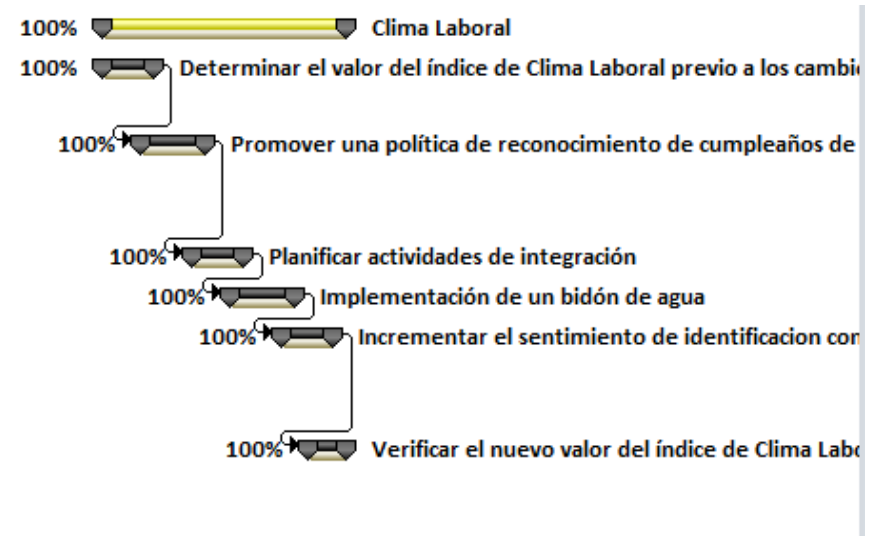 100% Clima Laboral
100% Determinar el valor del índice de Clima Laboral previo a los
100% Promover una política de reconocimiento de cumpleaños de
100% Planificar actividades de integración
100% Implementación de un bidón de agua
100% Incrementar el sentimiento de identificacion con
100% Verificar el nuevo valor del índice de Clima